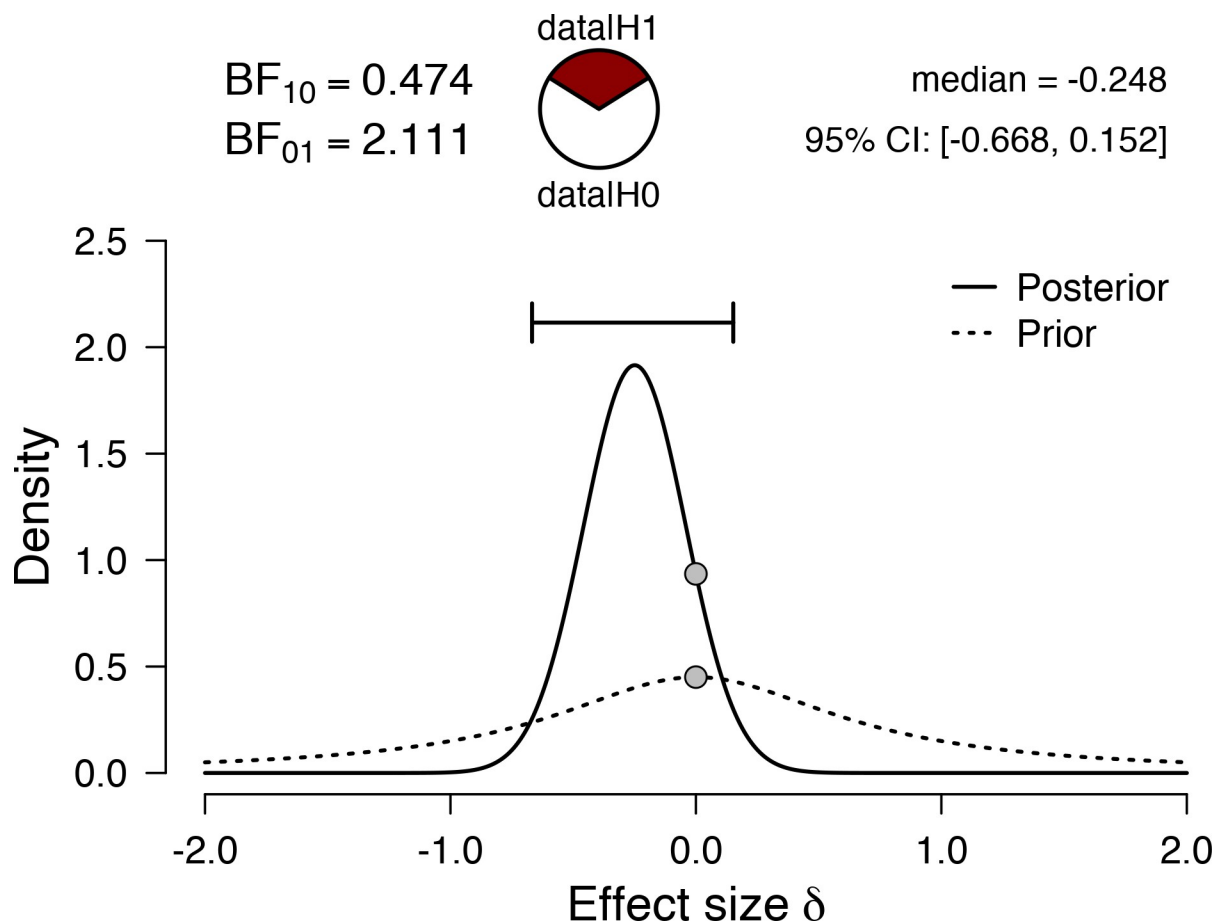 data|H1
BF10 = 0.474
BF01 = 2.111
median = -0.248
95% CI: [-0.668, 0.152]
data|H0
2.5
2.0
1.5
1.0
0.5
0.0
Density
Posterior
Prior
-2.0 -1.0 0.0 1.0 2.0
Effect size δ